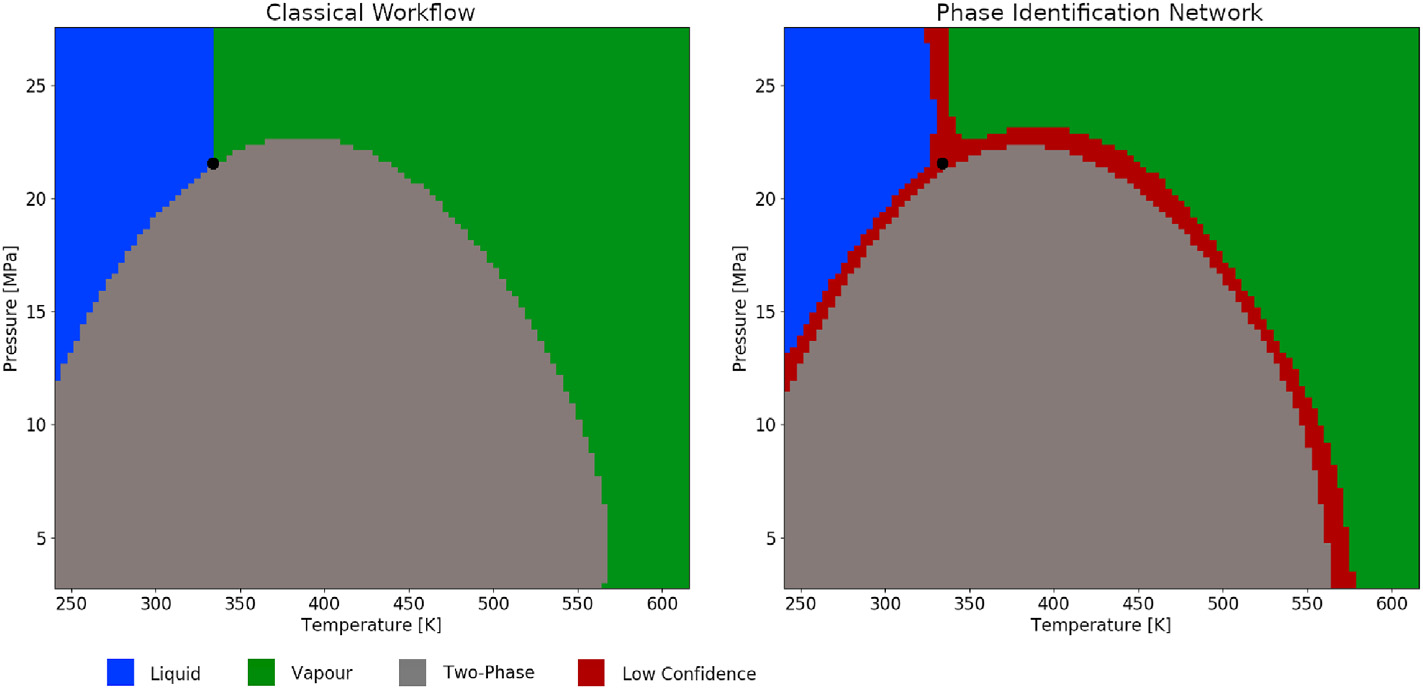 Classical Workflow
Phase Identification Network
25
20
15
10
5
Pressure [MPa]
250 300 350 400 450 500 550 600
Temperature [K]
25
20
15
10
5
Pressure [MPa]
250 300 350 400 450 500 550 600
Temperature [K]
Liquid Vapour Two-Phase Low Confidence